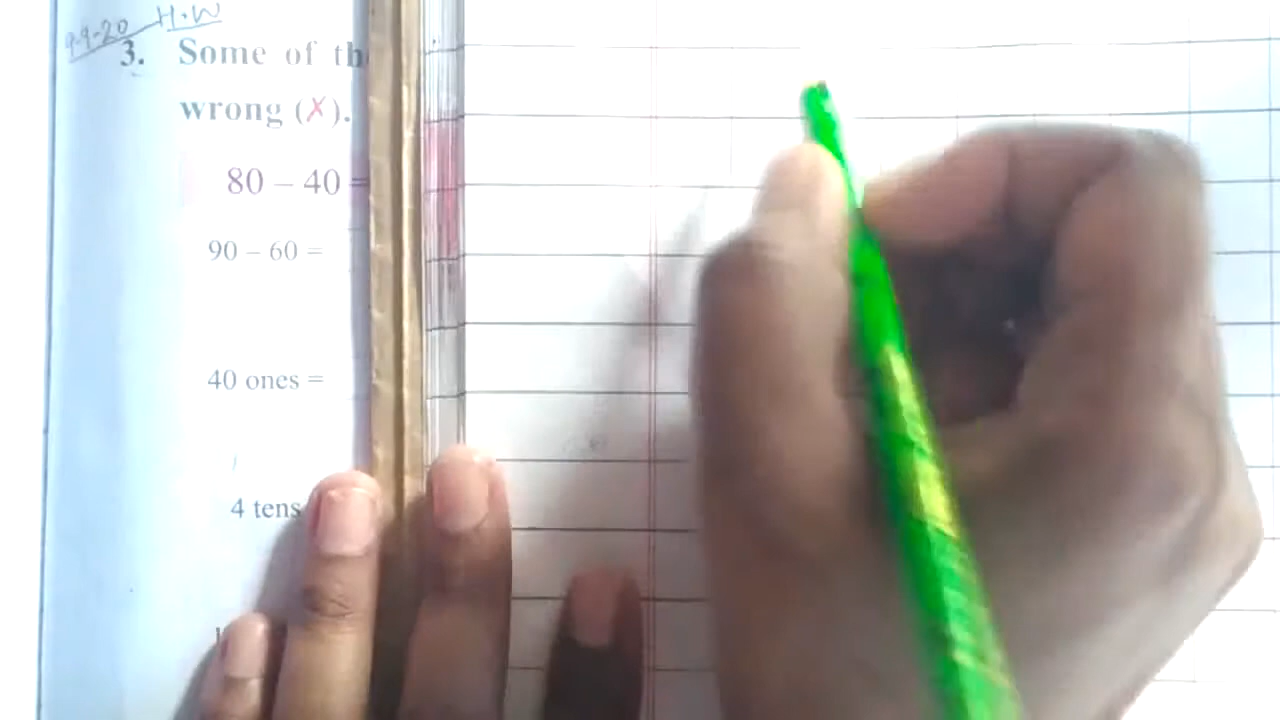 9-9-20 H.W
3. Some of th
wrong (✗).
80 – 40 =
90 – 60 =
40 ones =
4 tens